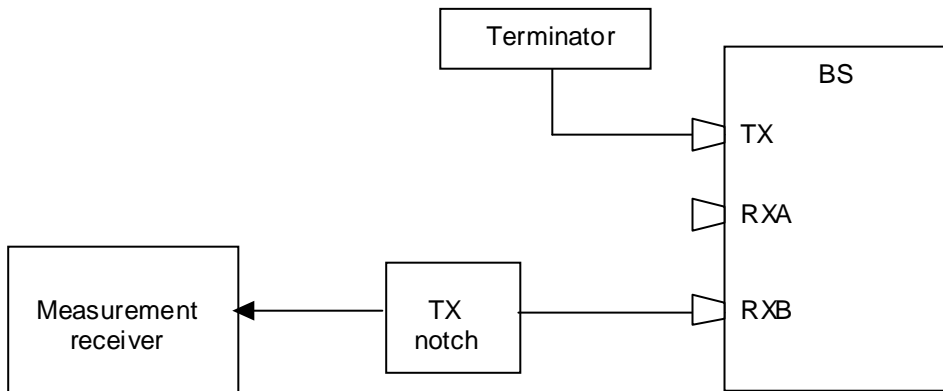 Terminator
BS
TX
RXA
Measurement
receiver
TX
notch
RXB